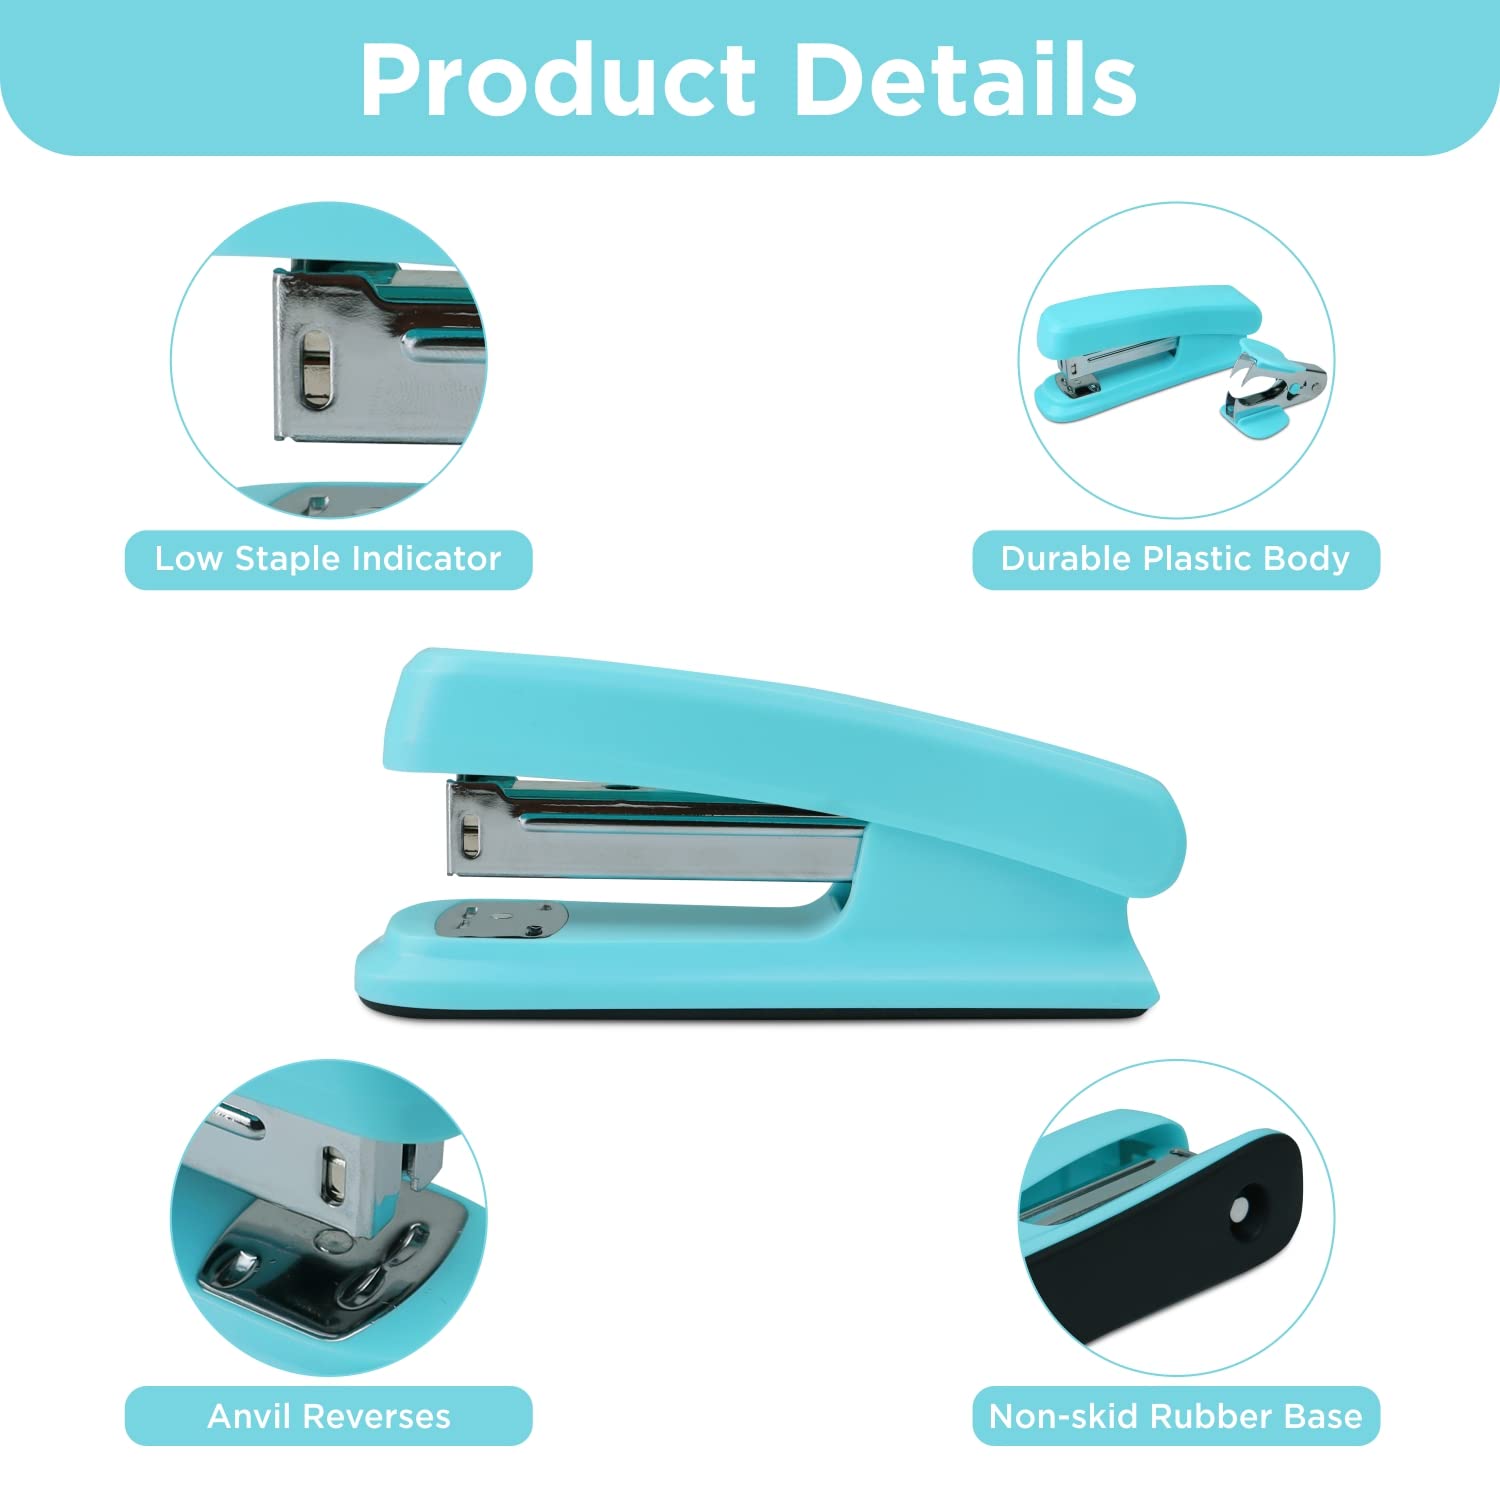 Product Details
Low Staple Indicator
Durable Plastic Body
Anvil Reverses
Non-skid Rubber Base